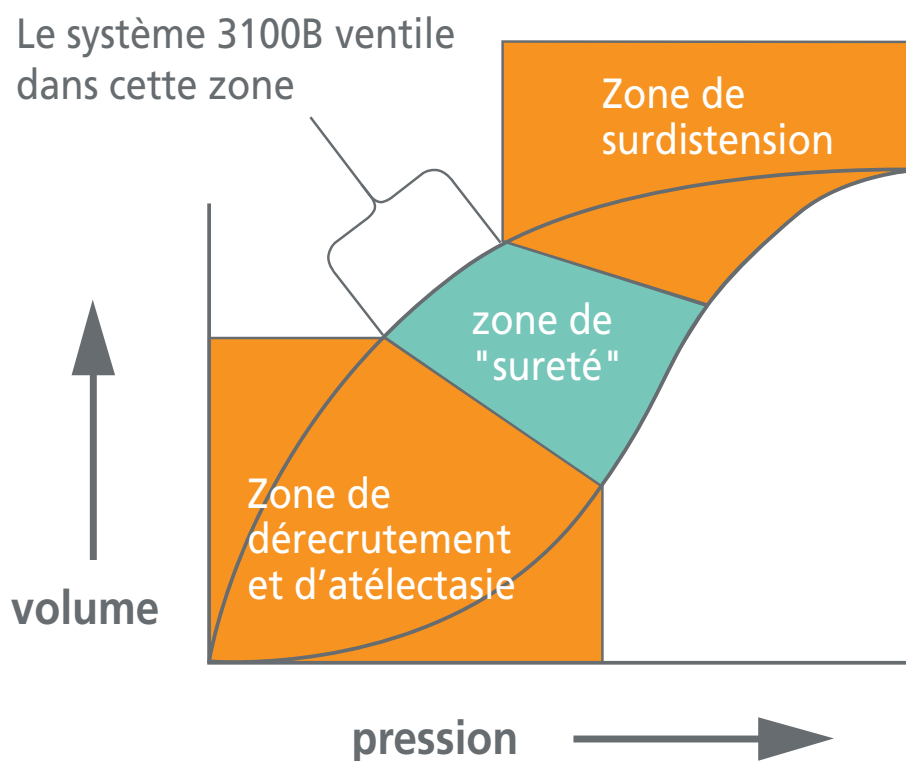 Le système 3100B ventile
dans cette zone
Zone de
surdistension
zone de
"sureté"
Zone de
dérecrutement
et d’atélectasie
volume
pression